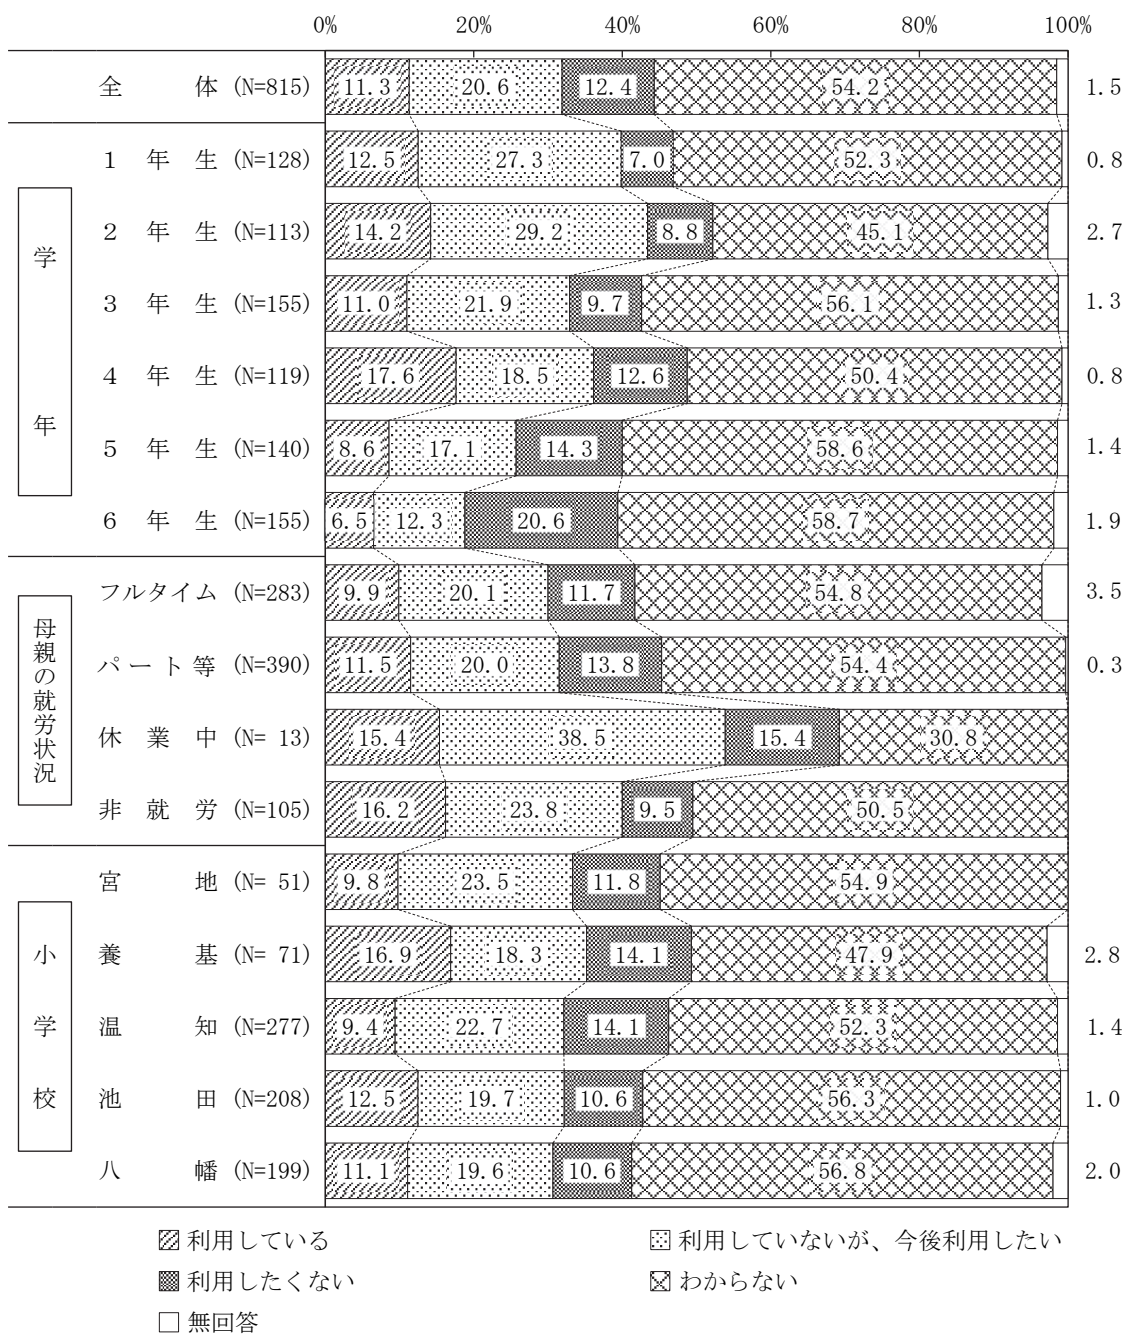 0% 20% 40% 60% 80% 100%
全体 (N=815) 11.3 20.6 12.4 54.2 1.5
学年
1年生 (N=128) 12.5 27.3 7.0 52.3 0.8
2年生 (N=113) 14.2 29.2 8.8 45.1 2.7
3年生 (N=155) 11.0 21.9 9.7 56.1 1.3
4年生 (N=119) 17.6 18.5 12.6 50.4 0.8
5年生 (N=140) 8.6 17.1 14.3 58.6 1.4
6年生 (N=155) 6.5 12.3 20.6 58.7 1.9
母親の就労状況
フルタイム (N=283) 9.9 20.1 11.7 54.8 3.5
パート等 (N=390) 11.5 20.0 13.8 54.4 0.3
休業中 (N= 13) 15.4 38.5 15.4 30.8
非就労 (N=105) 16.2 23.8 9.5 50.5
小学校
宮地 (N= 51) 9.8 23.5 11.8 54.9
養基 (N= 71) 16.9 18.3 14.1 47.9 2.8
温知 (N=277) 9.4 22.7 14.1 52.3 1.4
池田 (N=208) 12.5 19.7 10.6 56.3 1.0
八幡 (N=199) 11.1 19.6 10.6 56.8 2.0
利用している 利用していないが、今後利用したい
利用したくない わからない
無回答